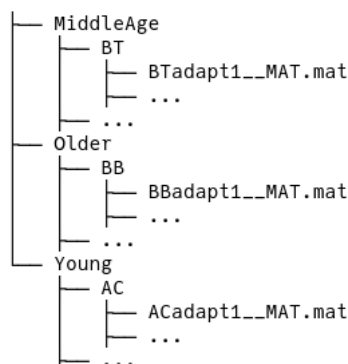 ├── MiddleAge
│   ├── BT
│   │   ├── BTadapt1__MAT.mat
│   │   ├── ...
│   ├── ...
├── Older
│   ├── BB
│   │   ├── BBadapt1__MAT.mat
│   │   ├── ...
│   ├── ...
└── Young
    ├── AC
    │   ├── ACadapt1__MAT.mat
    │   ├── ...
    ├── ...